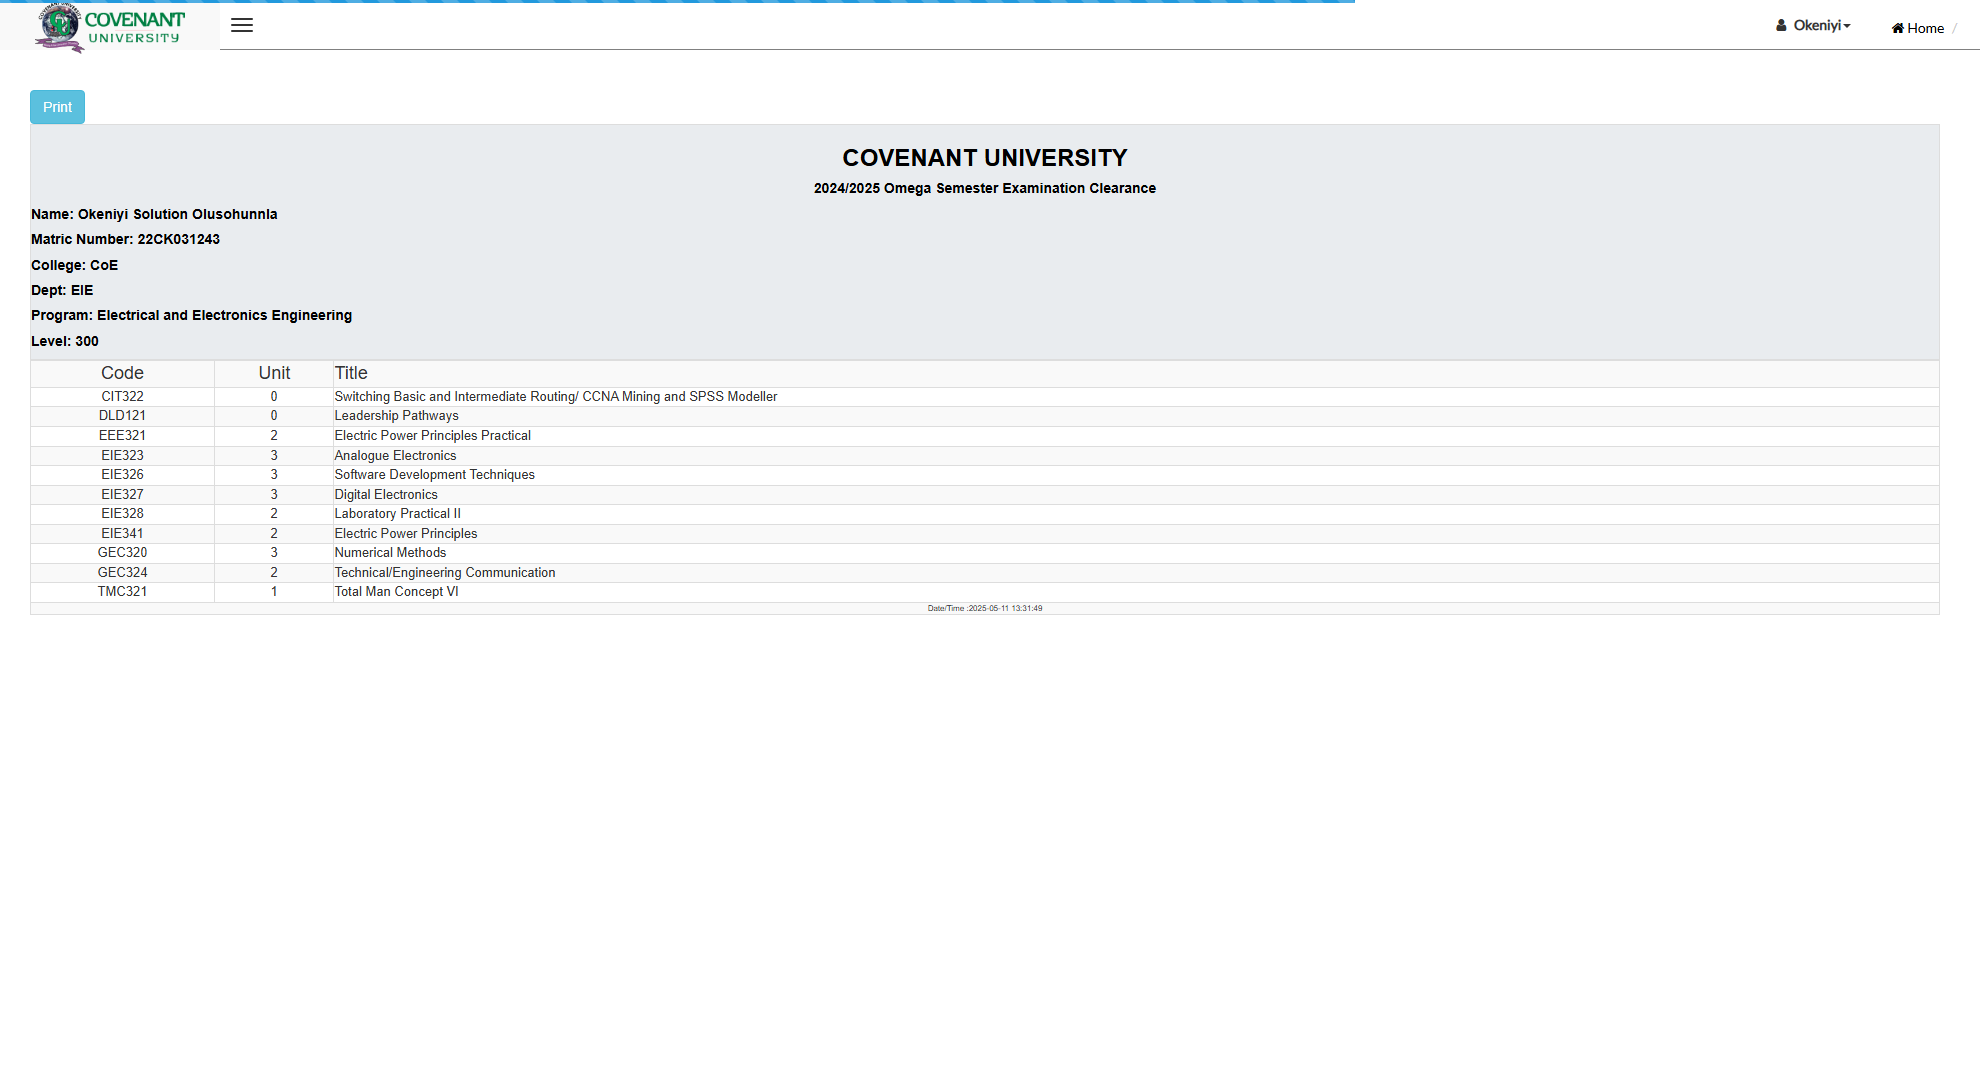 COVENANT
UNIVERSITY
Okeniyi
Home /
Print
COVENANT UNIVERSITY
2024/2025 Omega Semester Examination Clearance
Name: Okeniyi Solution Olusohunnla
Matric Number: 22CK031243
College: CoE
Dept: EIE
Program: Electrical and Electronics Engineering
Level: 300
Code Unit Title
CIT322 0 Switching Basic and Intermediate Routing/ CCNA Mining and SPSS Modeller
DLD121 0 Leadership Pathways
EEE321 2 Electric Power Principles Practical
EIE323 3 Analogue Electronics
EIE326 3 Software Development Techniques
EIE327 3 Digital Electronics
EIE328 2 Laboratory Practical II
EIE341 2 Electric Power Principles
GEC320 3 Numerical Methods
GEC324 2 Technical/Engineering Communication
TMC321 1 Total Man Concept VI
Date/Time :2025-05-11 13:31:49